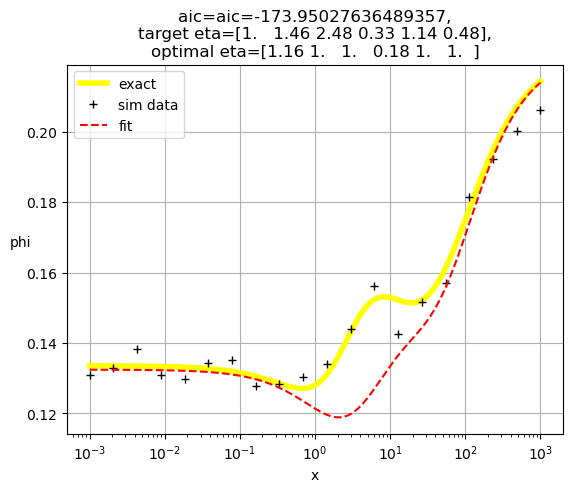 aic=aic=-173.95027636489357,
target eta=[1.   1.46 2.48 0.33 1.14 0.48],
optimal eta=[1.16 1.   1.   0.18 1.   1.  ]
exact
sim data
fit
phi
0.20
0.18
0.16
0.14
0.12
10⁻³ 10⁻² 10⁻¹ 10⁰ 10¹ 10² 10³
x